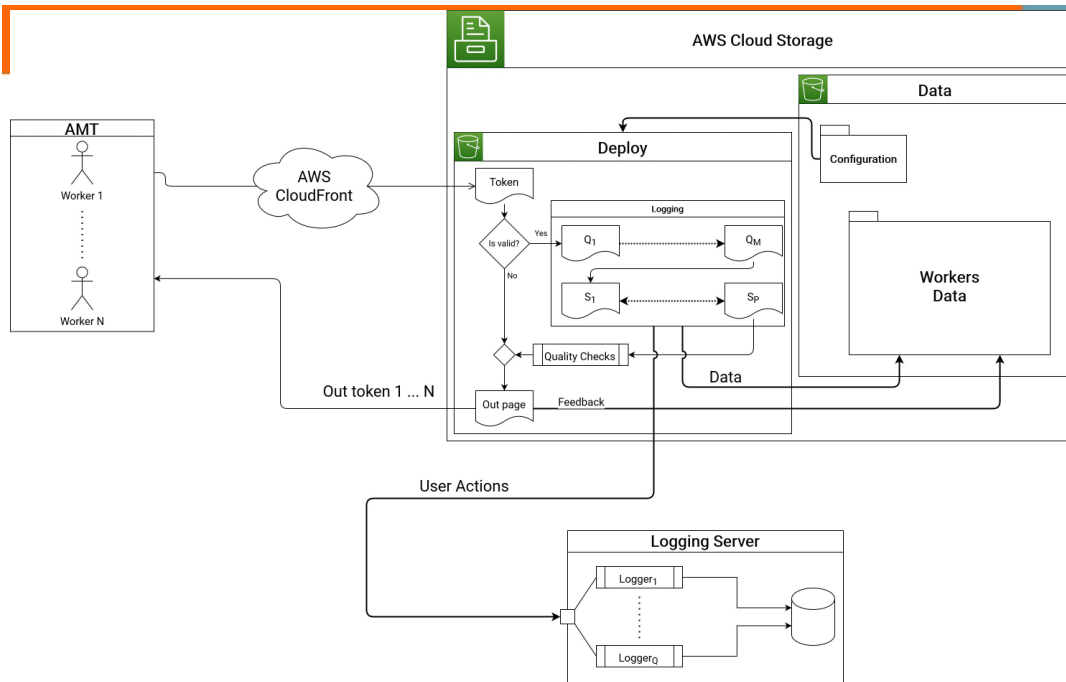 AWS Cloud Storage
Data
AMT
Worker 1
Worker N
AWS
CloudFront
Deploy
Token
Is valid?
Yes
No
Logging
Q1
QM
S1
SP
Quality Checks
Out page
Feedback
Data
Configuration
Workers
Data
Out token 1 ... N
User Actions
Logging Server
Logger1
LoggerQ